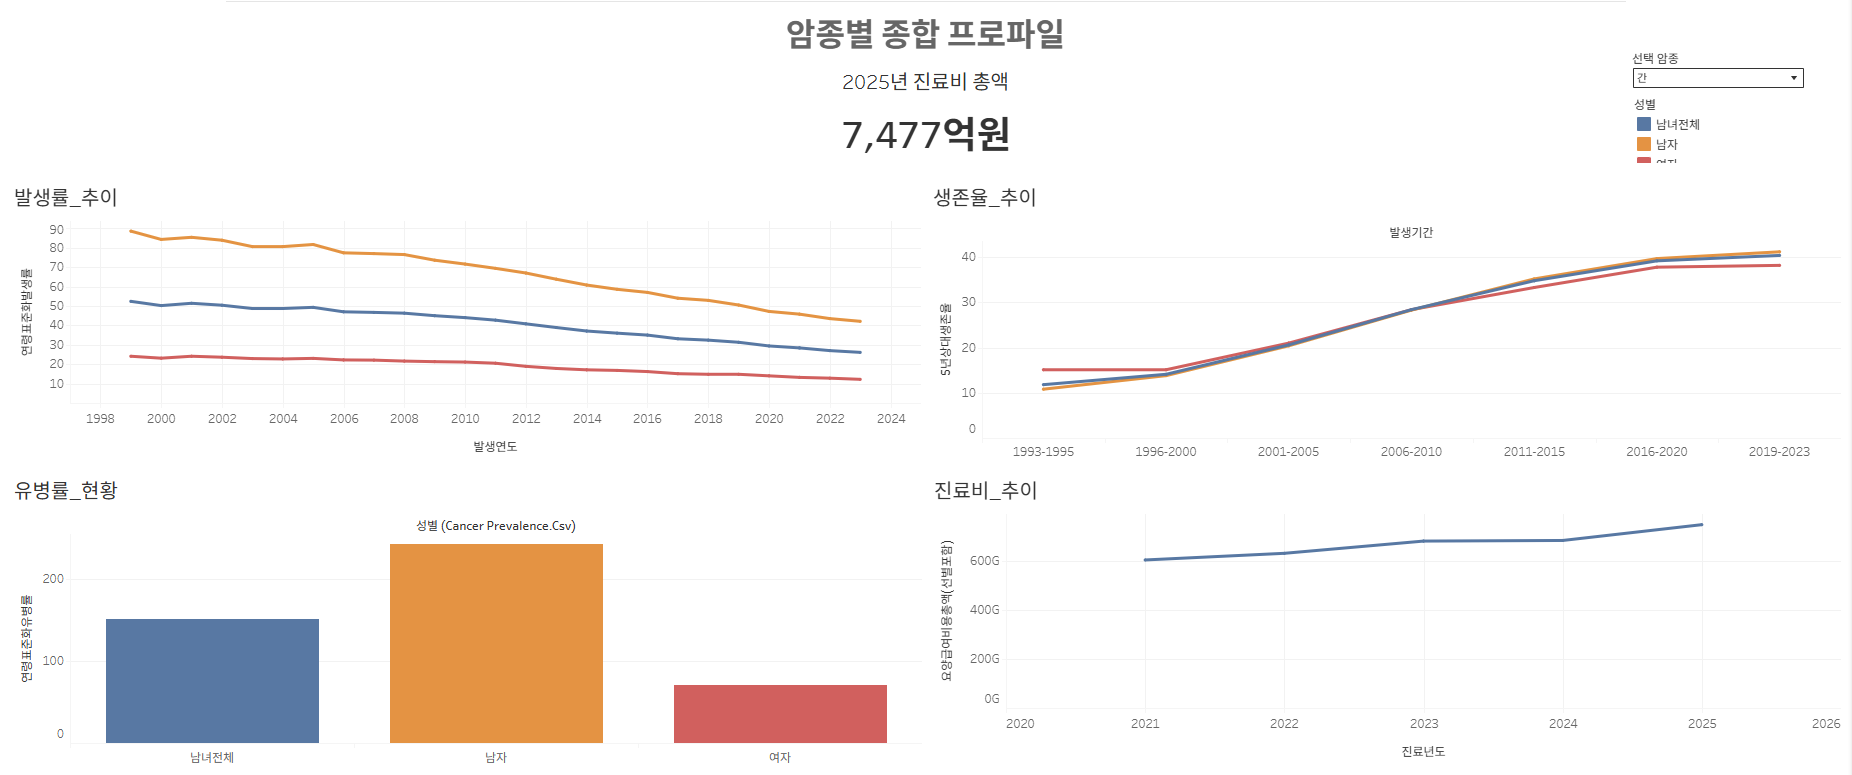 암종별 종합 프로파일
2025년 진료비 총액
7,477억원
선택 암종
간
성별
남녀전체
남자
여자
발생률_추이
90
80
70
60
50
40
30
20
10
연령표준화발생률
1998 2000 2002 2004 2006 2008 2010 2012 2014 2016 2018 2020 2022 2024
발생연도
생존율_추이
발생기간
40
30
20
10
0
5년상대생존율
1993-1995 1996-2000 2001-2005 2006-2010 2011-2015 2016-2020 2019-2023
유병률_현황
성별 (Cancer Prevalence.Csv)
200
100
0
연령표준화유병률
남녀전체 남자 여자
진료비_추이
600G
400G
200G
0G
요양급여비용총액(선별포함)
2020 2021 2022 2023 2024 2025 2026
진료년도